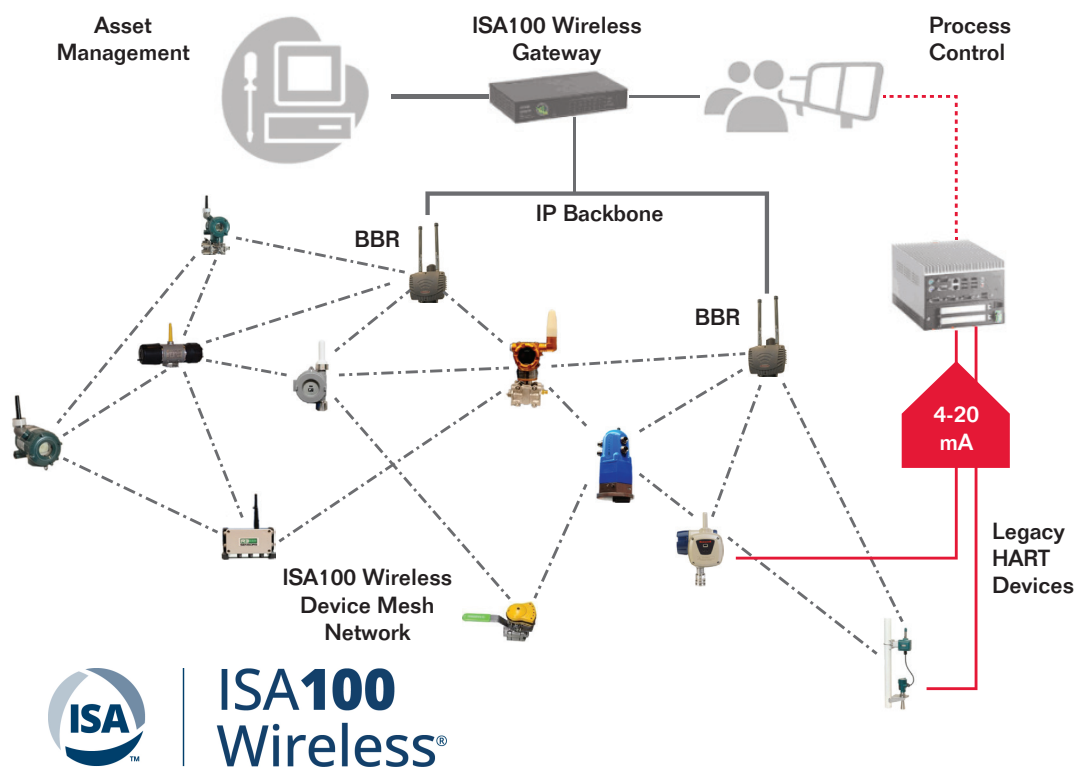 Asset
Management
ISA100 Wireless
Gateway
Process
Control
IP Backbone
BBR
BBR
4-20
mA
Legacy
HART
Devices
ISA100 Wireless
Device Mesh
Network
ISA
TM
ISA100
Wireless®